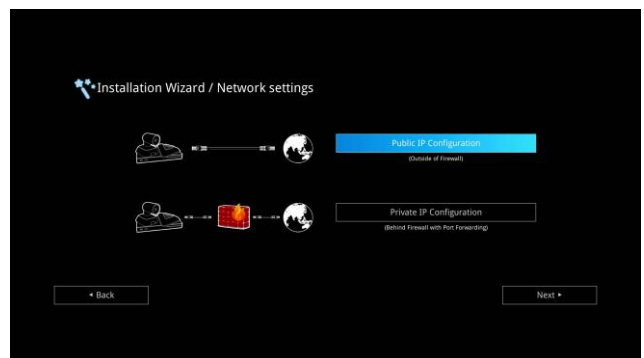 Installation Wizard / Network settings
Public IP Configuration
(Outside of Firewall)
Private IP Configuration
(Behind Firewall with Port Forwarding)
Back
Next